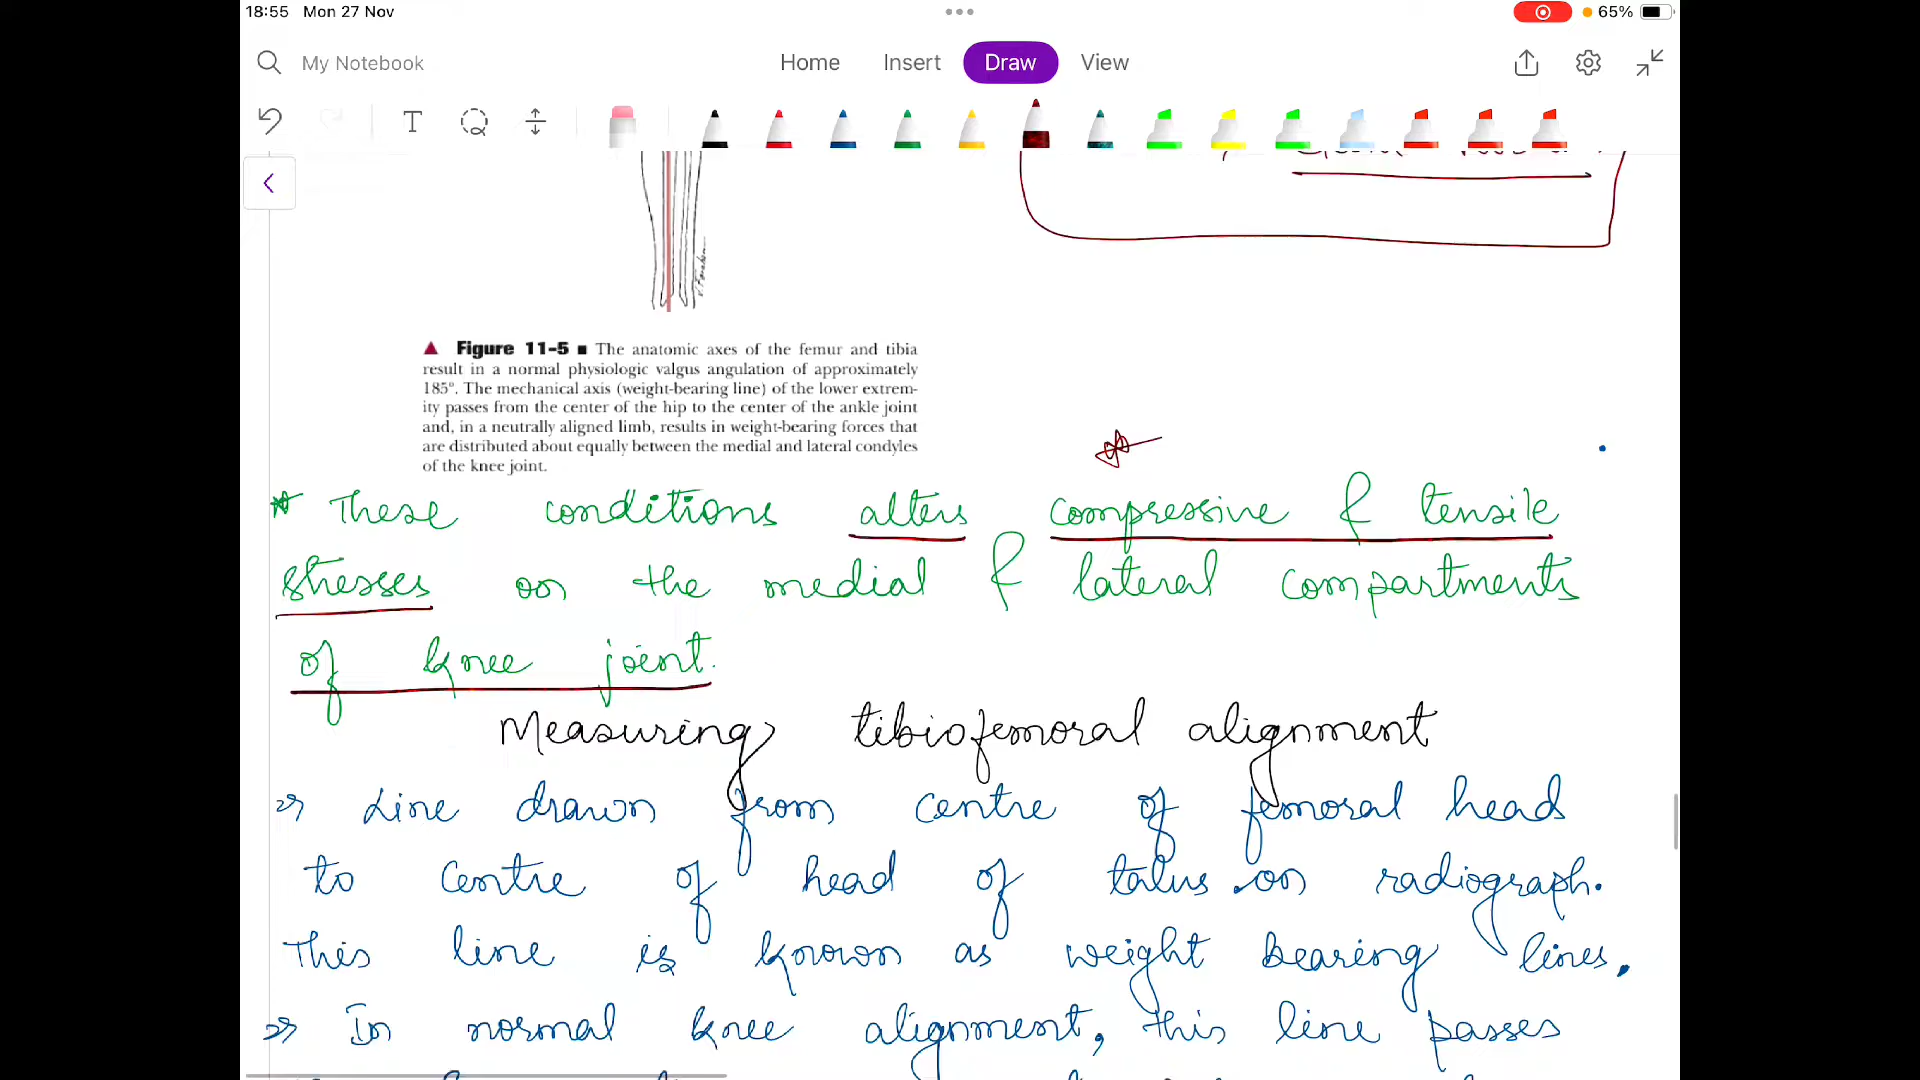 18:55 Mon 27 Nov
65%
My Notebook
Home Insert Draw View
T
▲ Figure 11-5 ■ The anatomic axes of the femur and tibia
result in a normal physiologic valgus angulation of approximately
185°. The mechanical axis (weight-bearing line) of the lower extrem-
ity passes from the center of the hip to the center of the ankle joint
and, in a neutrally aligned limb, results in weight-bearing forces that
are distributed about equally between the medial and lateral condyles
of the knee joint.
These conditions alters compressive & tensile
stresses on the medial & lateral compartments
of knee joint.
Measuring tibiofemoral alignment
Line drawn from centre of femoral head
to centre of head of talus on radiograph.
This line is known as weight bearing lines.
In normal knee alignment, this line passes